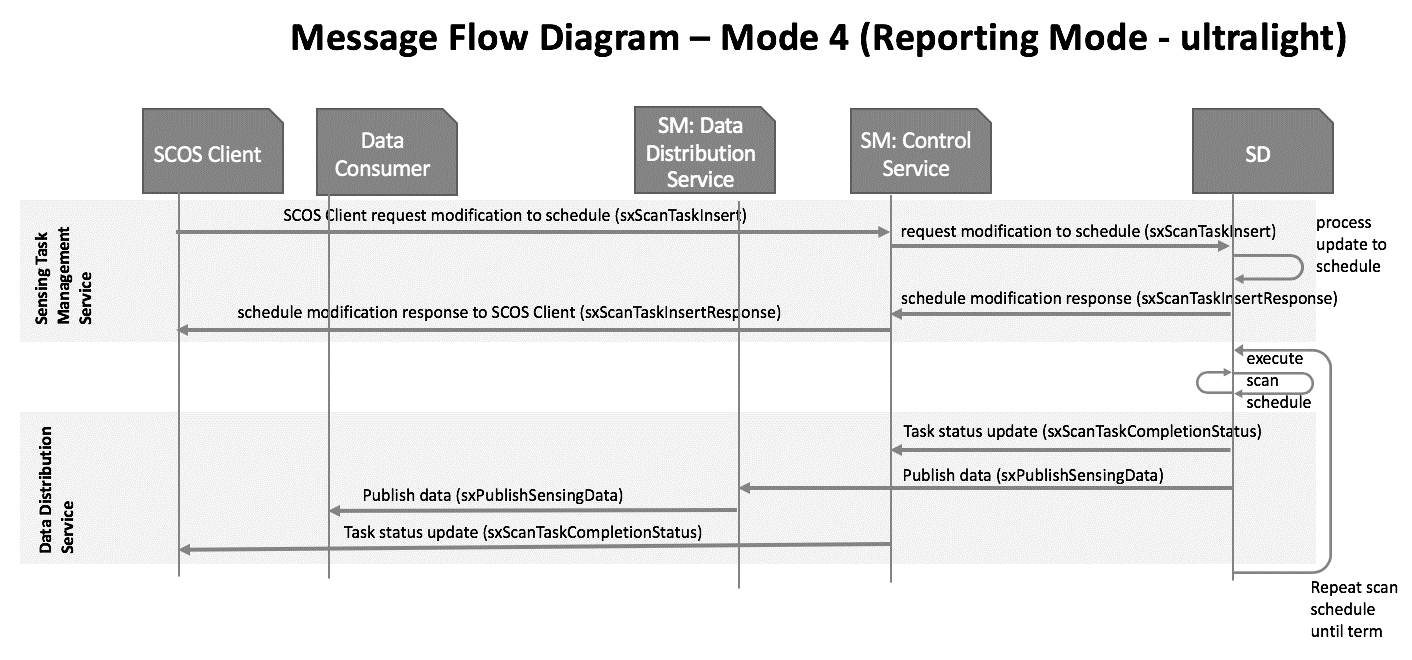 Message Flow Diagram – Mode 4 (Reporting Mode - ultralight)
SCOS Client
Data
Consumer
SM: Data
Distribution
Service
SM: Control
Service
SD
Sensing Task
Management
Service
SCOS Client request modification to schedule (sxScanTaskInsert)
request modification to schedule (sxScanTaskInsert)
process
update to
schedule
schedule modification response (sxScanTaskInsertResponse)
schedule modification response to SCOS Client (sxScanTaskInsertResponse)
execute
scan
schedule
Data Distribution
Service
Task status update (sxScanTaskCompletionStatus)
Publish data (sxPublishSensingData)
Publish data (sxPublishSensingData)
Task status update (sxScanTaskCompletionStatus)
Repeat scan
schedule
until term